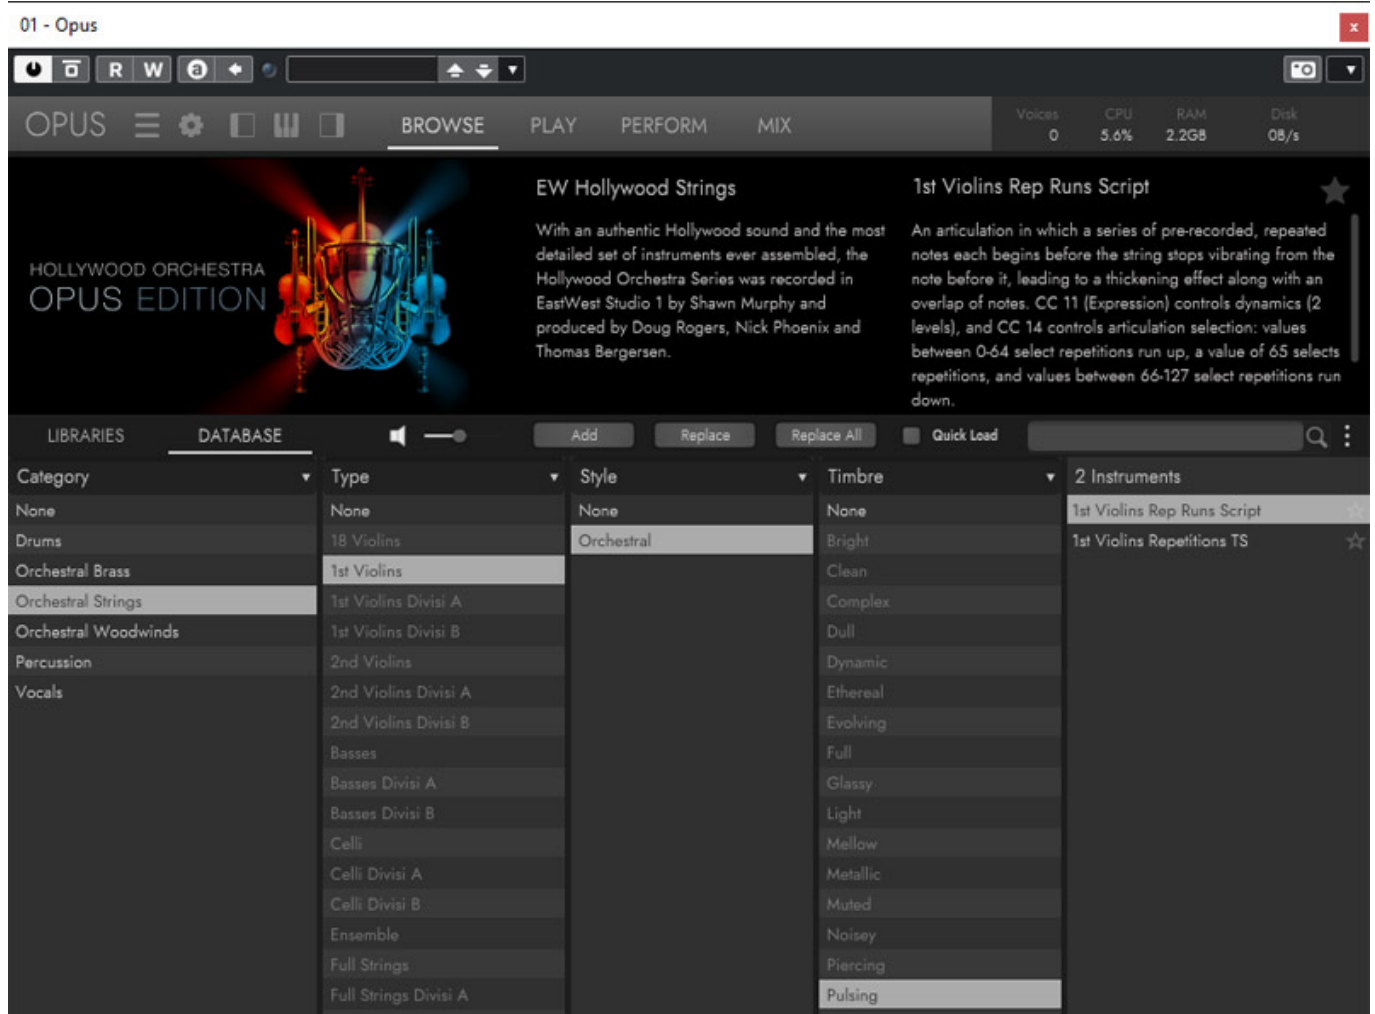 01 - Opus
x
R W a
OPUS BROWSE PLAY PERFORM MIX
Voices CPU RAM Disk
0 5.6% 2.2GB 0B/s
HOLLYWOOD ORCHESTRA
OPUS EDITION
EW Hollywood Strings
With an authentic Hollywood sound and the most
detailed set of instruments ever assembled, the
Hollywood Orchestra Series was recorded in
EastWest Studio 1 by Shawn Murphy and
produced by Doug Rogers, Nick Phoenix and
Thomas Bergersen.
1st Violins Rep Runs Script
An articulation in which a series of pre-recorded, repeated
notes each begins before the string stops vibrating from the
note before it, leading to a thickening effect along with an
overlap of notes. CC 11 (Expression) controls dynamics (2
levels), and CC 14 controls articulation selection: values
between 0-64 select repetitions run up, a value of 65 selects
repetitions, and values between 66-127 select repetitions run
down.
LIBRARIES DATABASE Add Replace Replace All Quick Load
Category
None
Drums
Orchestral Brass
Orchestral Strings
Orchestral Woodwinds
Percussion
Vocals
Type
None
18 Violins
1st Violins
1st Violins Divisi A
1st Violins Divisi B
2nd Violins
2nd Violins Divisi A
2nd Violins Divisi B
Basses
Basses Divisi A
Basses Divisi B
Celli
Celli Divisi A
Celli Divisi B
Ensemble
Full Strings
Full Strings Divisi A
Style
None
Orchestral
Timbre
None
Bright
Clean
Complex
Dull
Dynamic
Ethereal
Evolving
Full
Glassy
Light
Mellow
Metallic
Muted
Noisey
Piercing
Pulsing
2 Instruments
1st Violins Rep Runs Script
1st Violins Repetitions TS